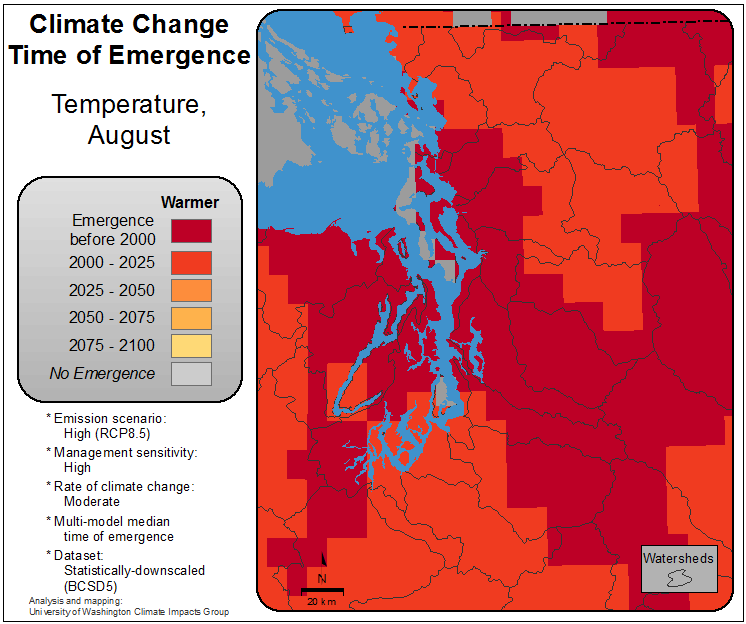 Climate Change
Time of Emergence
Temperature,
August
Warmer
Emergence
before 2000
2000 - 2025
2025 - 2050
2050 - 2075
2075 - 2100
No Emergence
* Emission scenario:
High (RCP8.5)
* Management sensitivity:
High
* Rate of climate change:
Moderate
* Multi-model median
time of emergence
* Dataset:
Statistically-downscaled
(BCSD5)
Analysis and mapping:
University of Washington Climate Impacts Group
N
20 km
Watersheds